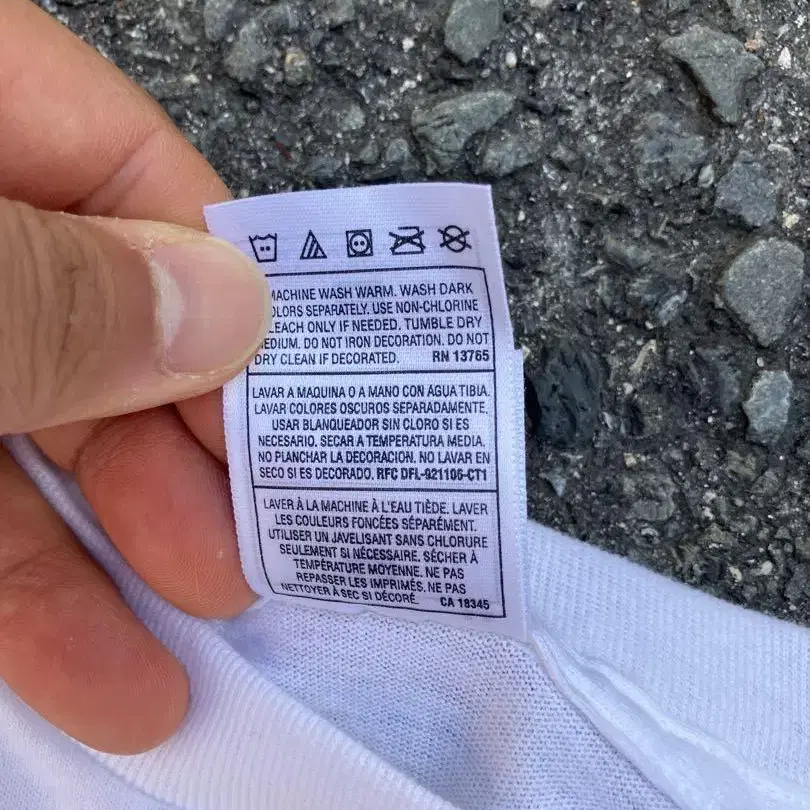 MACHINE WASH WARM. WASH DARK
OLORS SEPARATELY. USE NON-CHLORINE
LEACH ONLY IF NEEDED. TUMBLE DRY
EDIUM. DO NOT IRON DECORATION. DO NOT
DRY CLEAN IF DECORATED. RN 13765
LAVAR A MAQUINA O A MANO CON AGUA TIBIA.
LAVAR COLORES OSCUROS SEPARADAMENTE.
USAR BLANQUEADOR SIN CLORO SI ES
NECESARIO. SECAR A TEMPERATURA MEDIA.
NO PLANCHAR LA DECORACION. NO LAVAR EN
SECO SI ES DECORADO. RFC DFL-921106-CT1
LAVER À LA MACHINE À L'EAU TIÈDE. LAVER
LES COULEURS FONCÉES SÉPARÉMENT.
UTILISER UN JAVELISANT SANS CHLORURE
SEULEMENT SI NÉCESSAIRE. SÉCHER À
TEMPÉRATURE MOYENNE. NE PAS
REPASSER LES IMPRIMÉS. NE PAS
NETTOYER À SEC SI DÉCORÉ. CA 18345